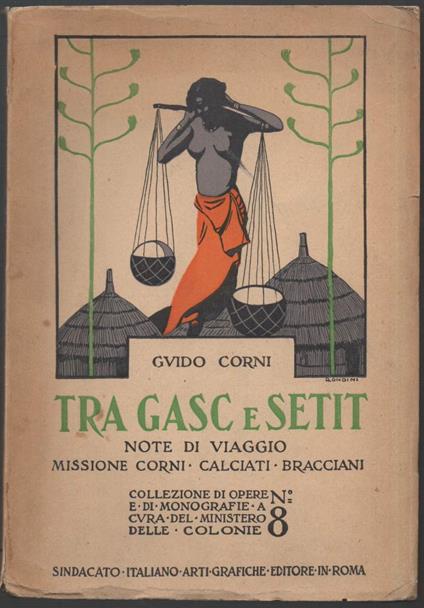 RONDINI
GVIDO CORNI
TRA GASC E SETIT
NOTE DI VIAGGIO
MISSIONE CORNI · CALCIATI · BRACCIANI
COLLEZIONE DI OPERE
E · DI · MONOGRAFIE · A
CVRA · DEL · MINISTERO
DELLE · COLONIE
Nº
8
SINDACATO · ITALIANO · ARTI · GRAFICHE · EDITORE · IN · ROMA